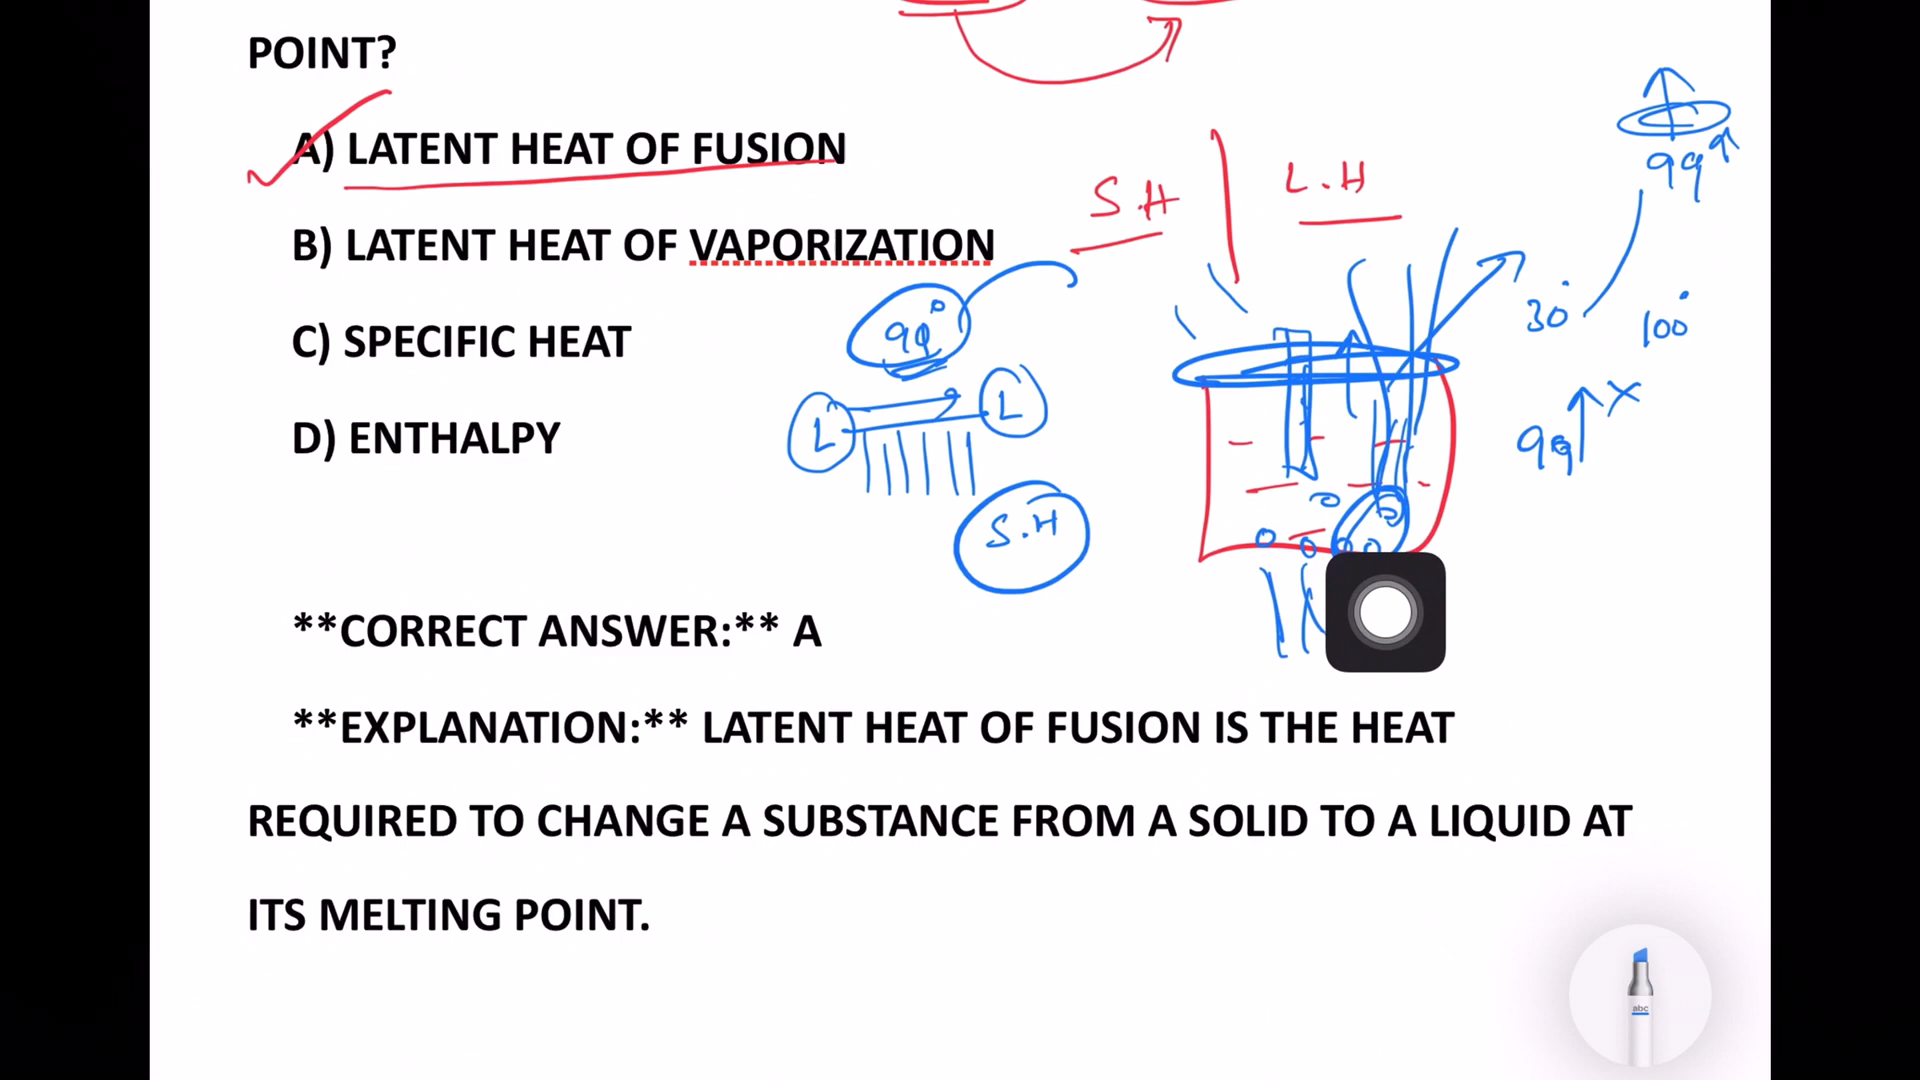 POINT?
A) LATENT HEAT OF FUSION
B) LATENT HEAT OF VAPORIZATION
C) SPECIFIC HEAT
D) ENTHALPY
S.H
L.H
99°
99°
30°
100°
L
L
99
X
S.H
**CORRECT ANSWER:** A
**EXPLANATION:** LATENT HEAT OF FUSION IS THE HEAT
REQUIRED TO CHANGE A SUBSTANCE FROM A SOLID TO A LIQUID AT
ITS MELTING POINT.
abc